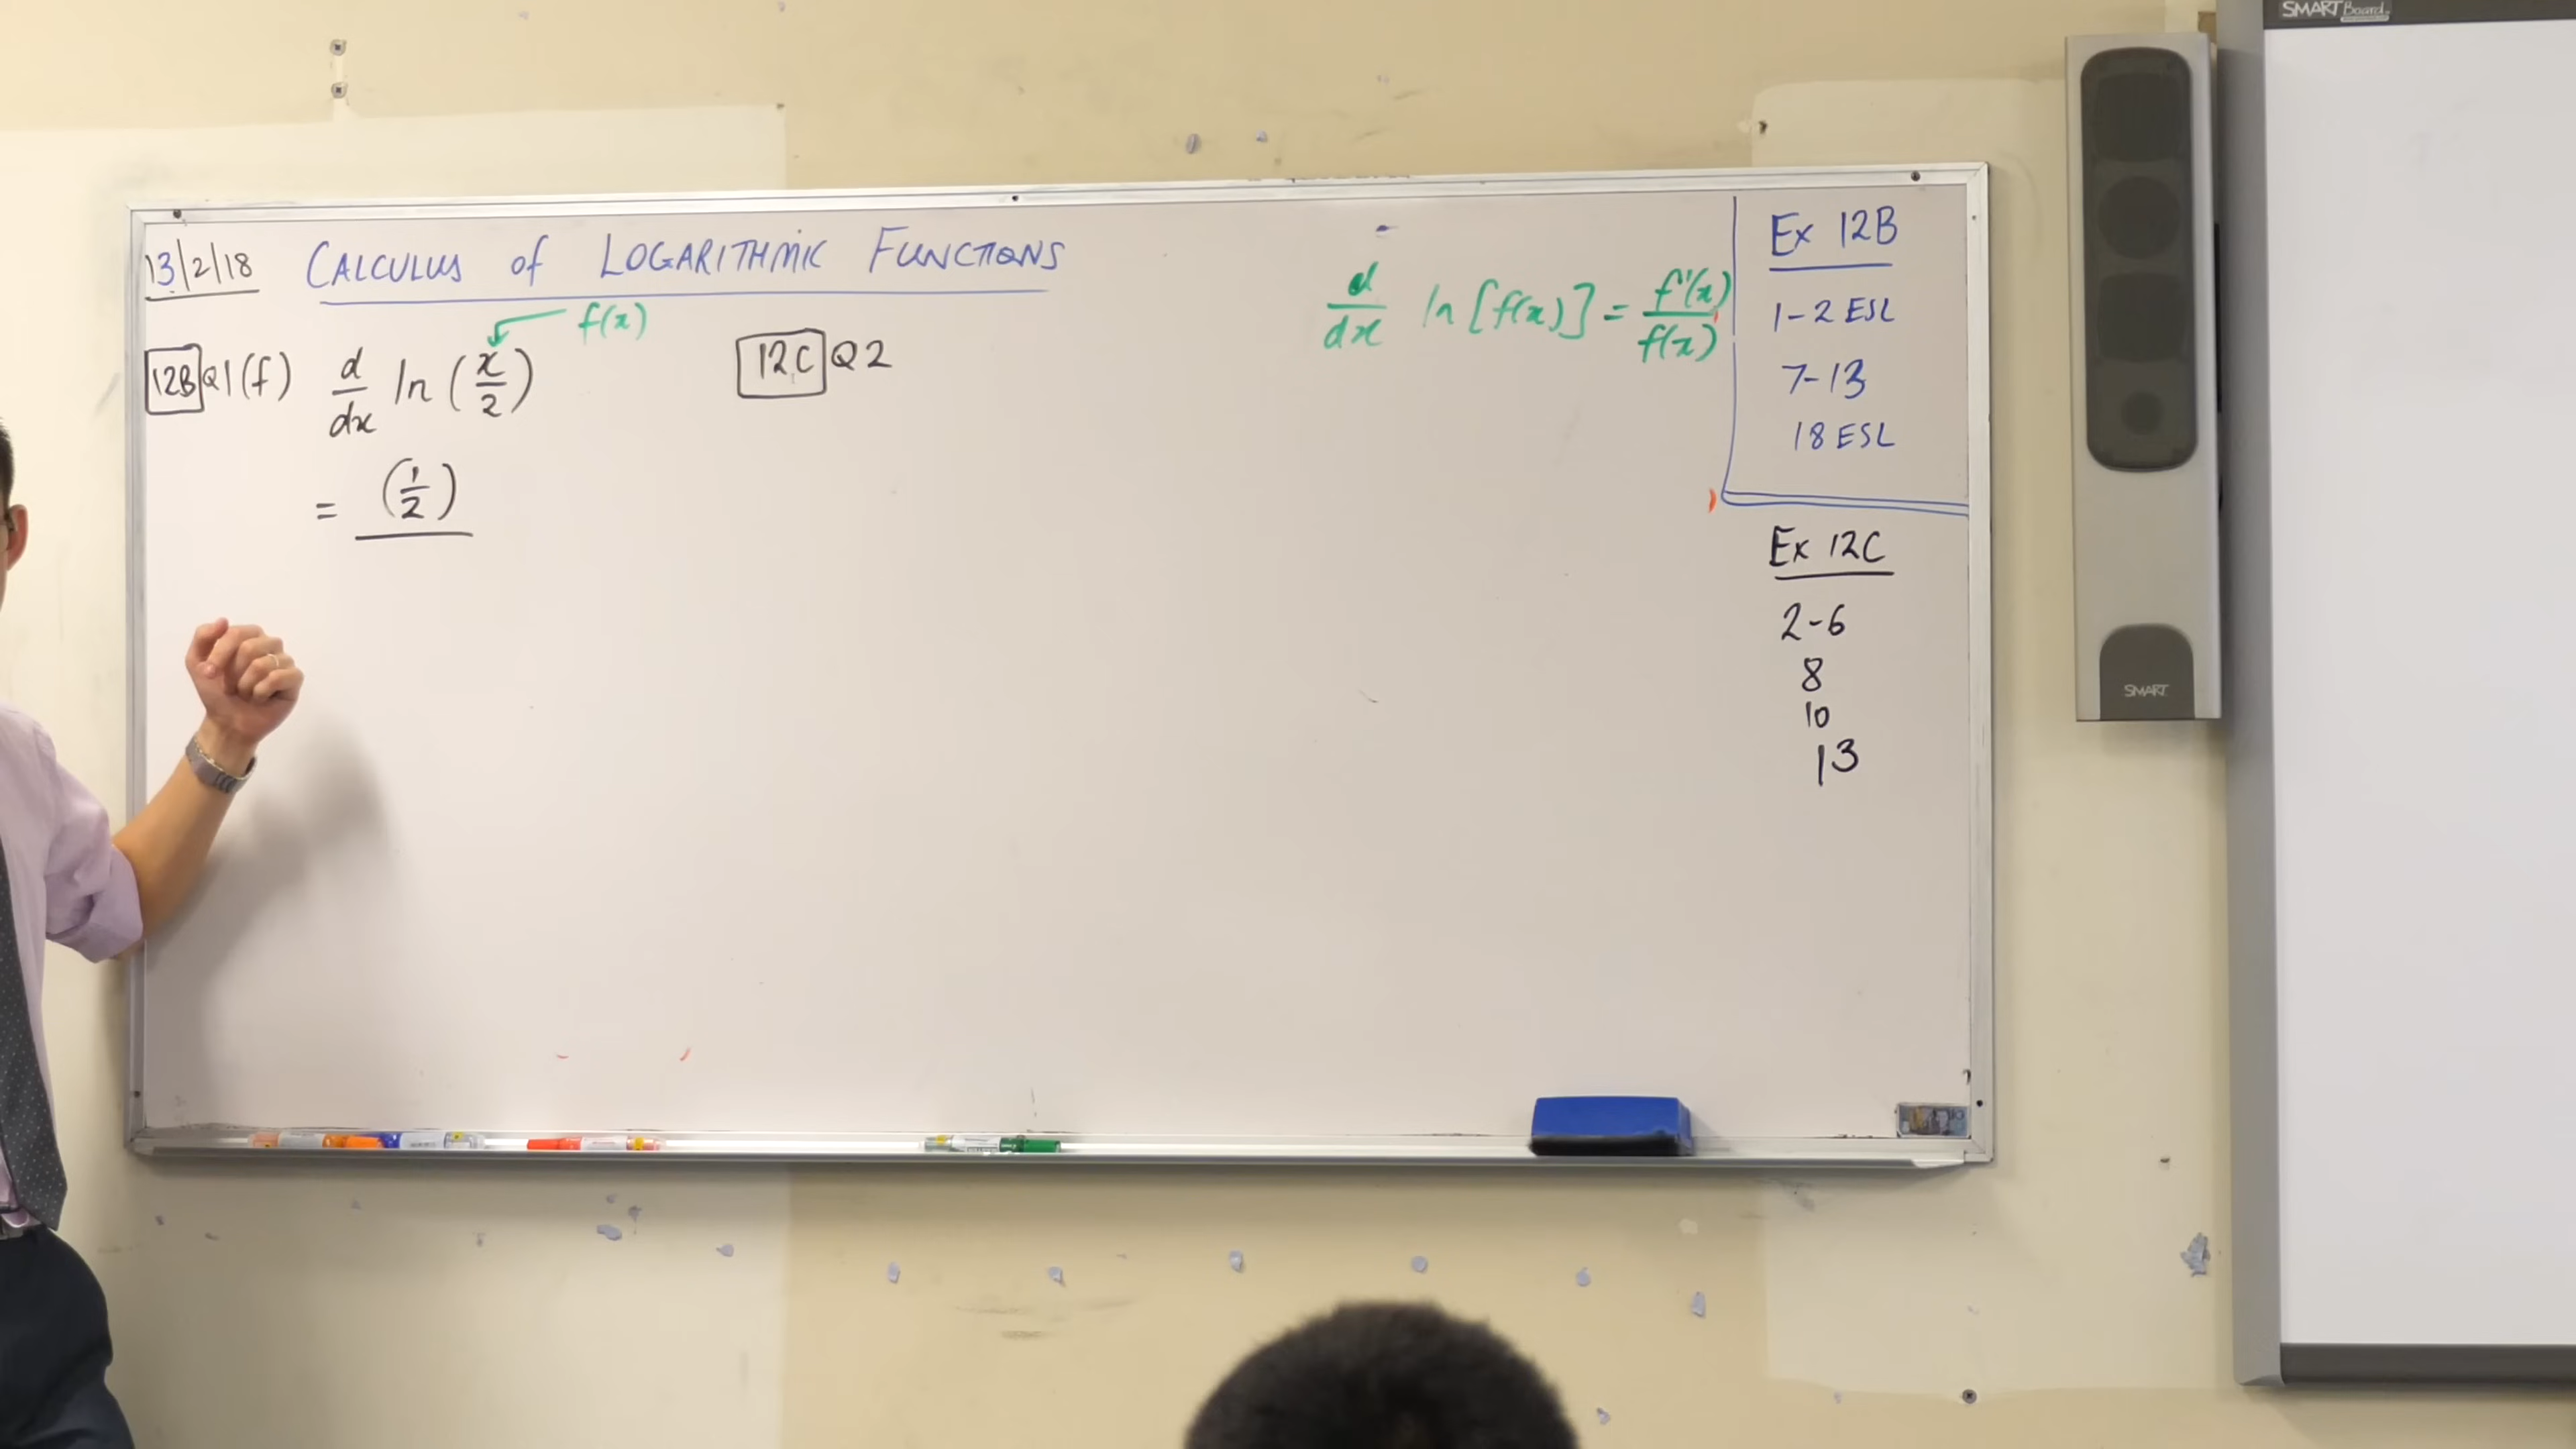 13/2/18 CALCULUS of LOGARITHMIC FUNCTIONS
f(x)
12B Q1(f) d/dx ln(x/2)
= (1/2)
12C Q2
d/dx ln[f(x)] = f'(x)/f(x)
Ex 12B
1-2 ESL
7-13
18 ESL
Ex 12C
2-6
8
10
13
SMART Board
SMART